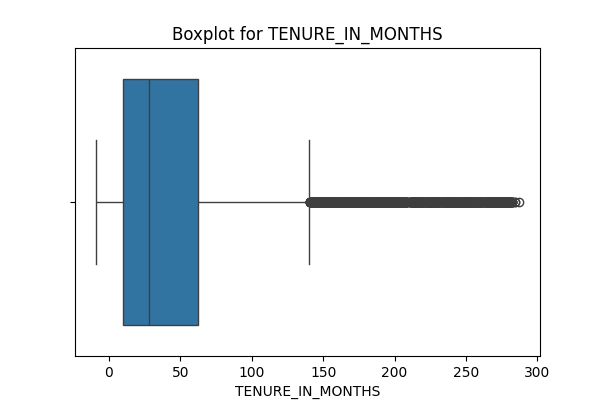 Boxplot for TENURE_IN_MONTHS
0 50 100 150 200 250 300
TENURE_IN_MONTHS